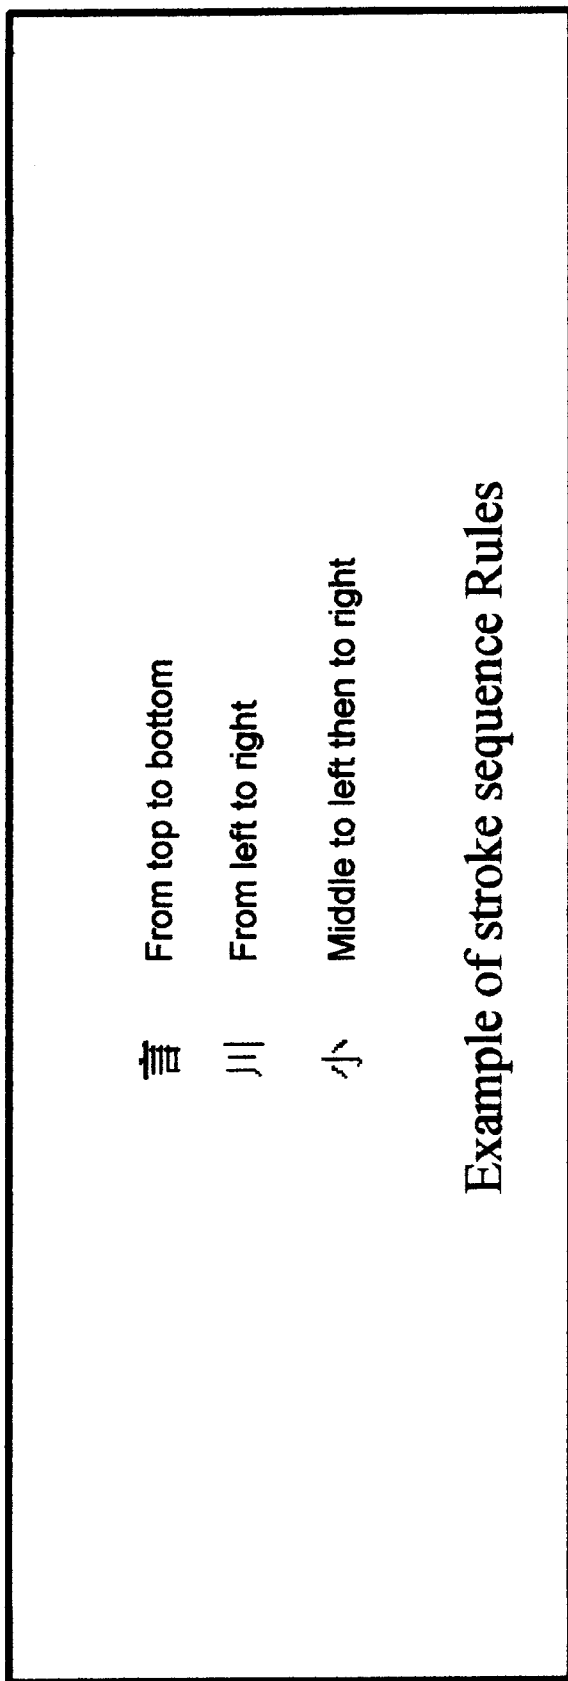 言 From top to bottom
川 From left to right
小 Middle to left then to right
Example of stroke sequence Rules